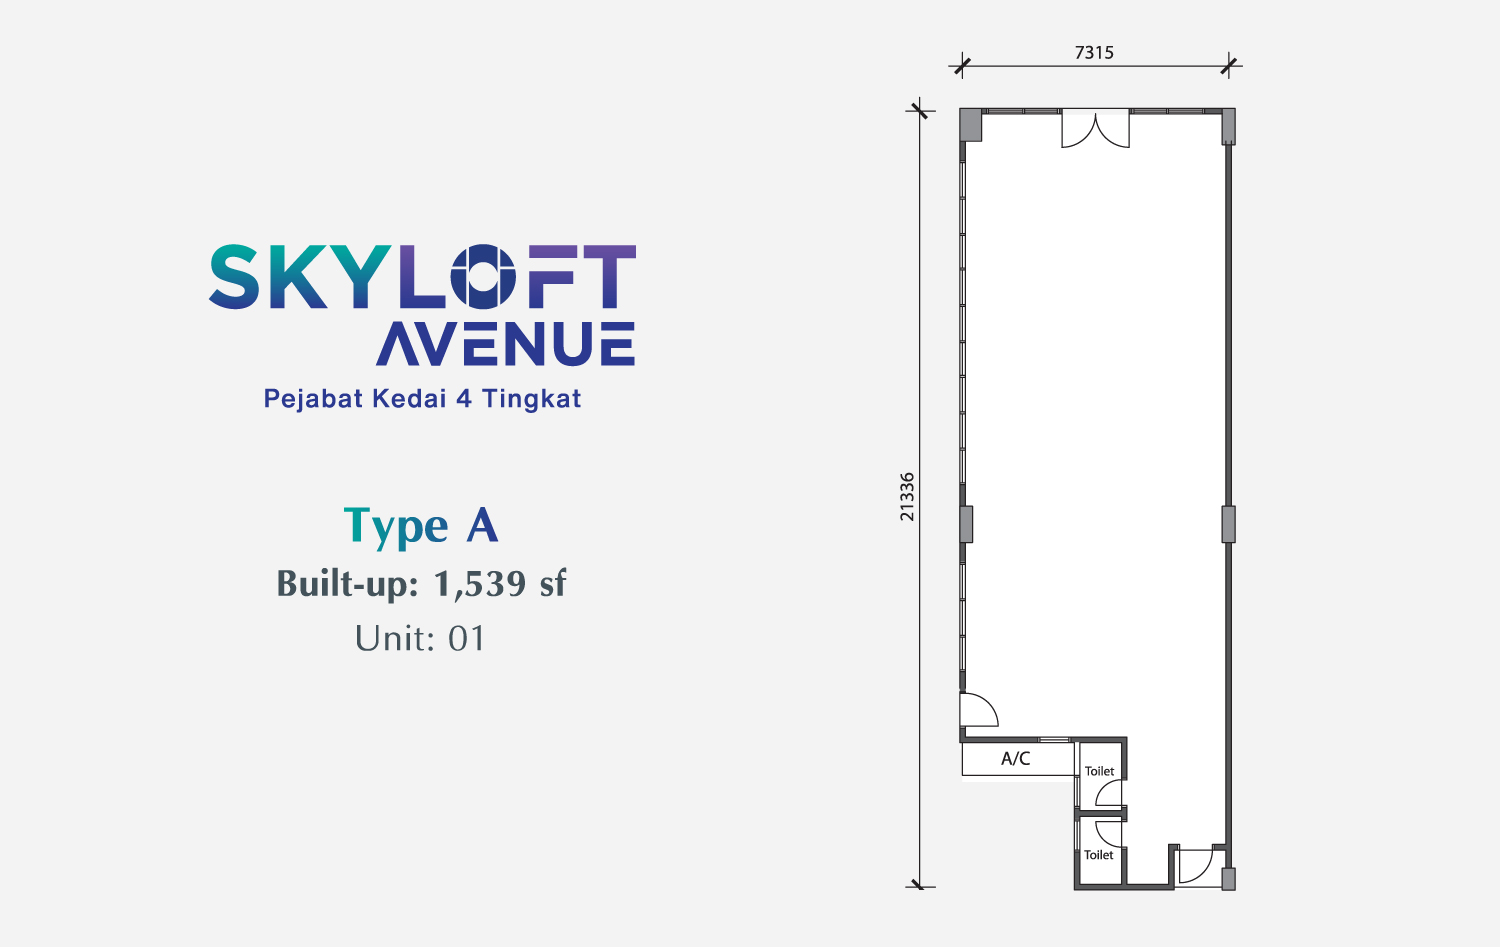 SKYLOFT
AVENUE
Pejabat Kedai 4 Tingkat
Type A
Built-up: 1,539 sf
Unit: 01
7315
21336
A/C
Toilet
Toilet